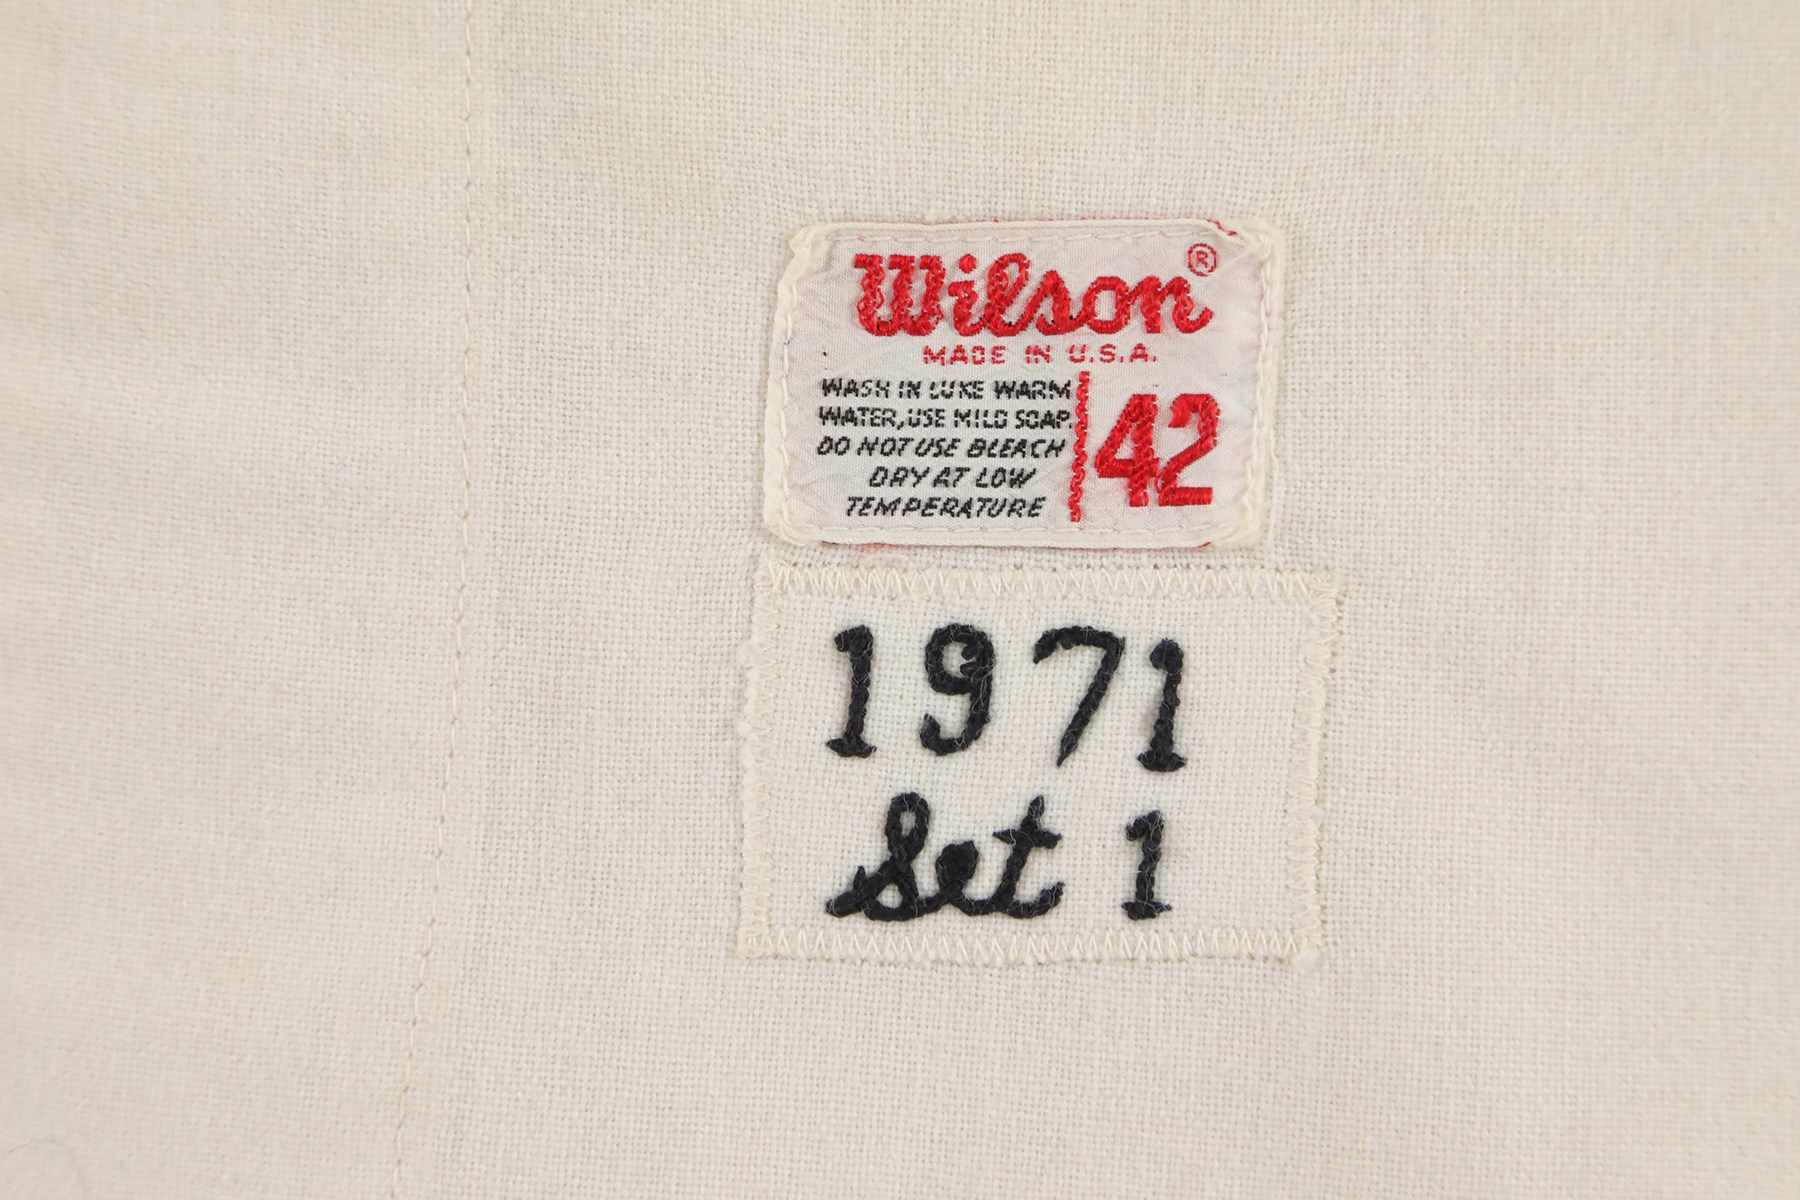 Wilson®
MADE IN U.S.A.
WASH IN LUKE WARM
WATER, USE MILD SOAP.
DO NOT USE BLEACH
DRY AT LOW
TEMPERATURE
42
1971
Set 1